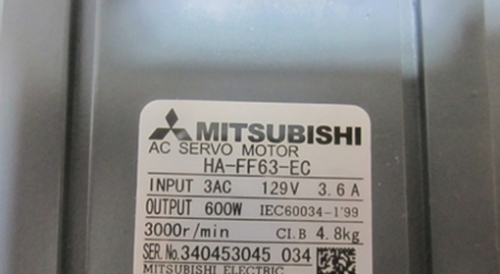 MITSUBISHI
AC SERVO MOTOR
HA-FF63-EC
INPUT 3AC 129V 3.6A
OUTPUT 600W IEC60034-1'99
3000r/min CI.B 4.8kg
SER.No.340453045 034
MITSUBISHI ELECTRIC